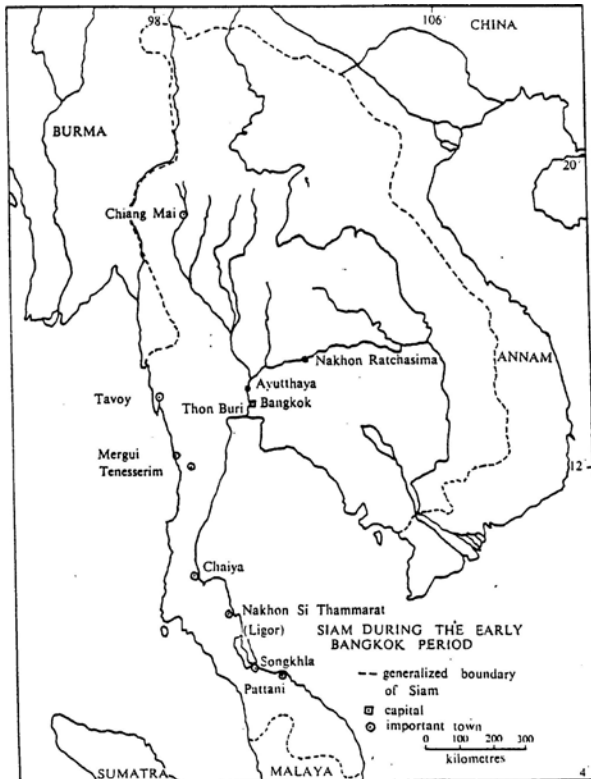 98°
106°
CHINA
BURMA
20°
Chiang Mai
Nakhon Ratchasima
ANNAM
Ayutthaya
Tavoy
Thon Buri
Bangkok
Mergui
Tenesserim
12°
Chaiya
Nakhon Si Thammarat
(Ligor)
SIAM DURING THE EARLY
BANGKOK PERIOD
Songkhla
Pattani
generalized boundary
of Siam
capital
important town
0 100 200 300
kilometres
SUMATRA
MALAYA
4